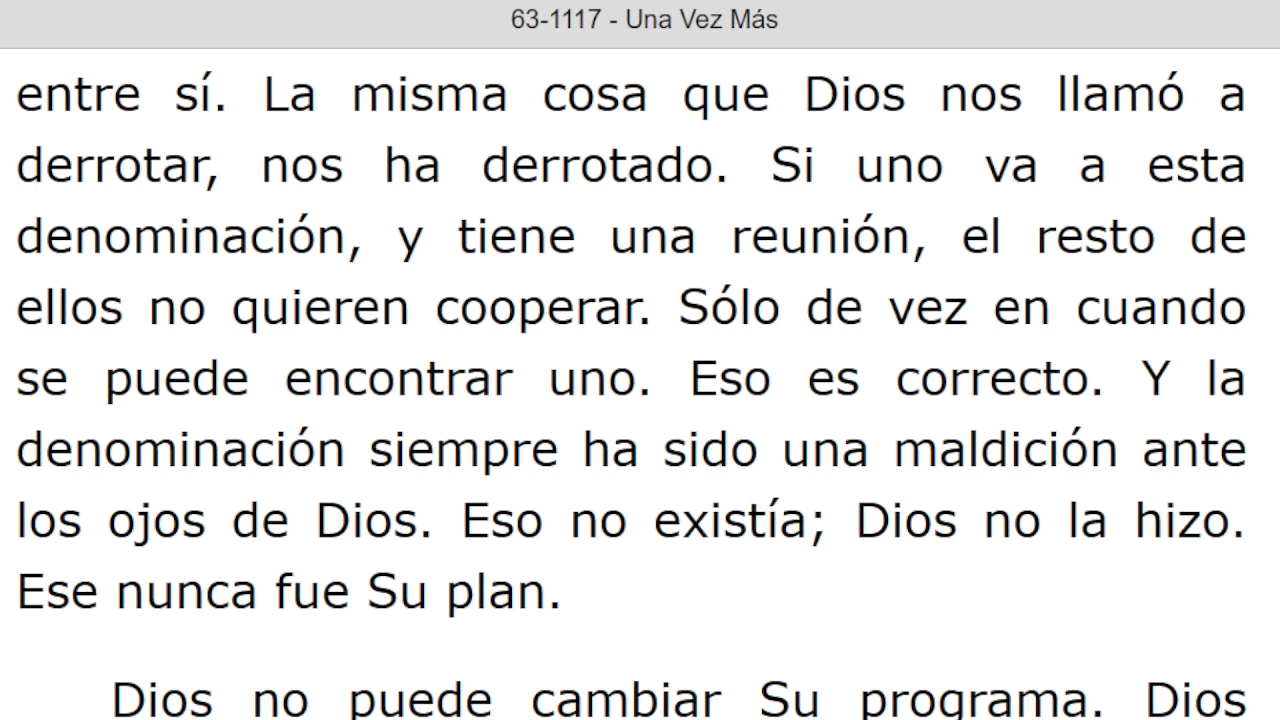 63-1117 - Una Vez Más
entre sí. La misma cosa que Dios nos llamó a
derrotar, nos ha derrotado. Si uno va a esta
denominación, y tiene una reunión, el resto de
ellos no quieren cooperar. Sólo de vez en cuando
se puede encontrar uno. Eso es correcto. Y la
denominación siempre ha sido una maldición ante
los ojos de Dios. Eso no existía; Dios no la hizo.
Ese nunca fue Su plan.
Dios no puede cambiar Su programa. Dios